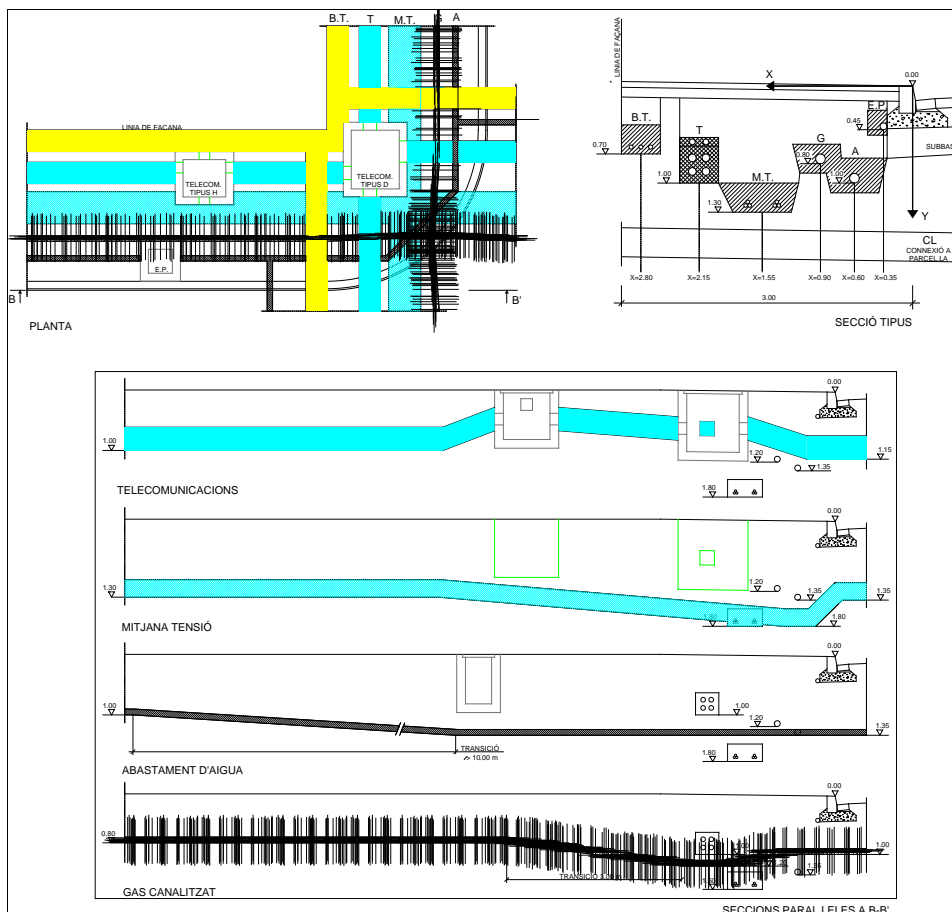 B.T. T M.T. G A
LINIA DE FAÇANA
TELECOM.
TIPUS H
TELECOM.
TIPUS D
E.P.
B B'
PLANTA
LINIA DE FAÇANA
X 0.00
E.P.
B.T. 0.45
T G A
0.70 0.80
SUBBAS
1.00 M.T. 1.00
1.30
Y
CL
CONNEXIÓ A
PARCEL.LA
X=2.80 X=2.15 X=1.55 X=0.90 X=0.60 X=0.35
3.00
SECCIÓ TIPUS
0.00
1.00 1.20 1.35 1.15
1.80
TELECOMUNICACIONS
0.00
1.30 1.20 1.35 1.35
1.80 1.80
MITJANA TENSIÓ
0.00
1.00 1.00
1.20 1.35
TRANSICIÓ
> 10.00 m
1.80
ABASTAMENT D'AIGUA
0.00
0.80 1.00
TRANSICIÓ
GAS CANALITZAT
SECCIONS PARAL.LELES A B-B'